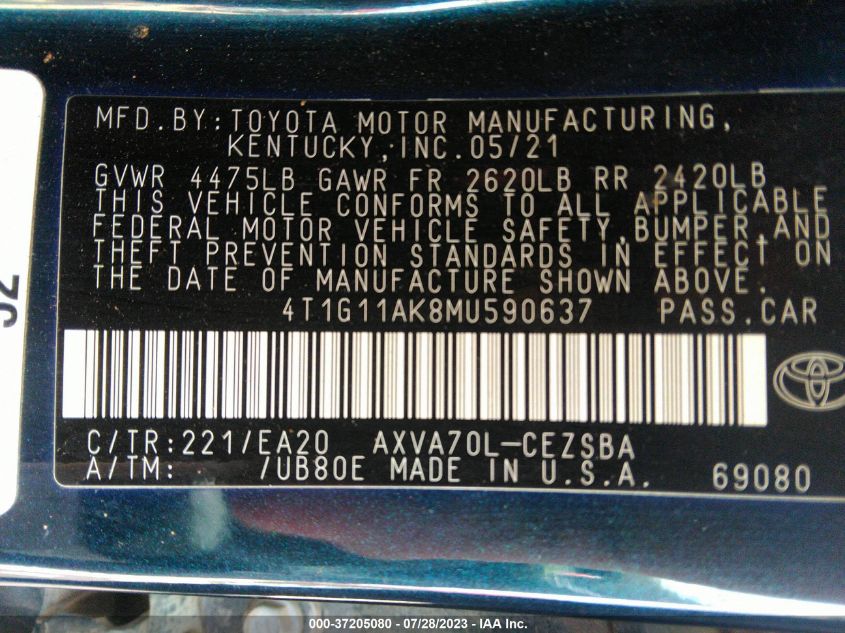 MFD.BY:TOYOTA MOTOR MANUFACTURING,
KENTUCKY,INC.05/21
GVWR 4475LB GAWR FR 2620LB RR 2420LB
THIS VEHICLE CONFORMS TO ALL APPLICABLE
FEDERAL MOTOR VEHICLE SAFETY,BUMPER,AND
THEFT PREVENTION STANDARDS IN EFFECT ON
THE DATE OF MANUFACTURE SHOWN ABOVE.
4T1G11AK8MU590637 PASS.CAR
C/TR:221/EA20 AXVA70L-CEZSBA
A/TM: /UB80E MADE IN U.S.A. 69080
000-37205080 - 07/28/2023 - IAA Inc.